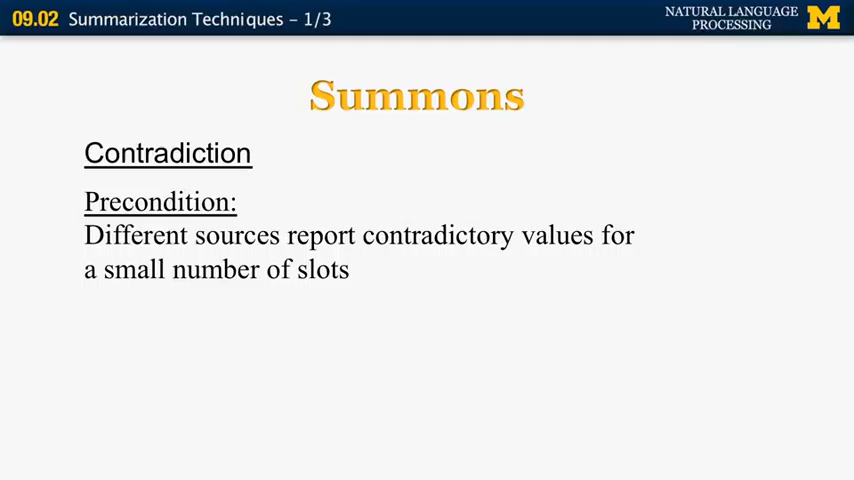 09.02 Summarization Techniques – 1/3
NATURAL LANGUAGE
PROCESSING
M
Summons
Contradiction
Precondition:
Different sources report contradictory values for
a small number of slots